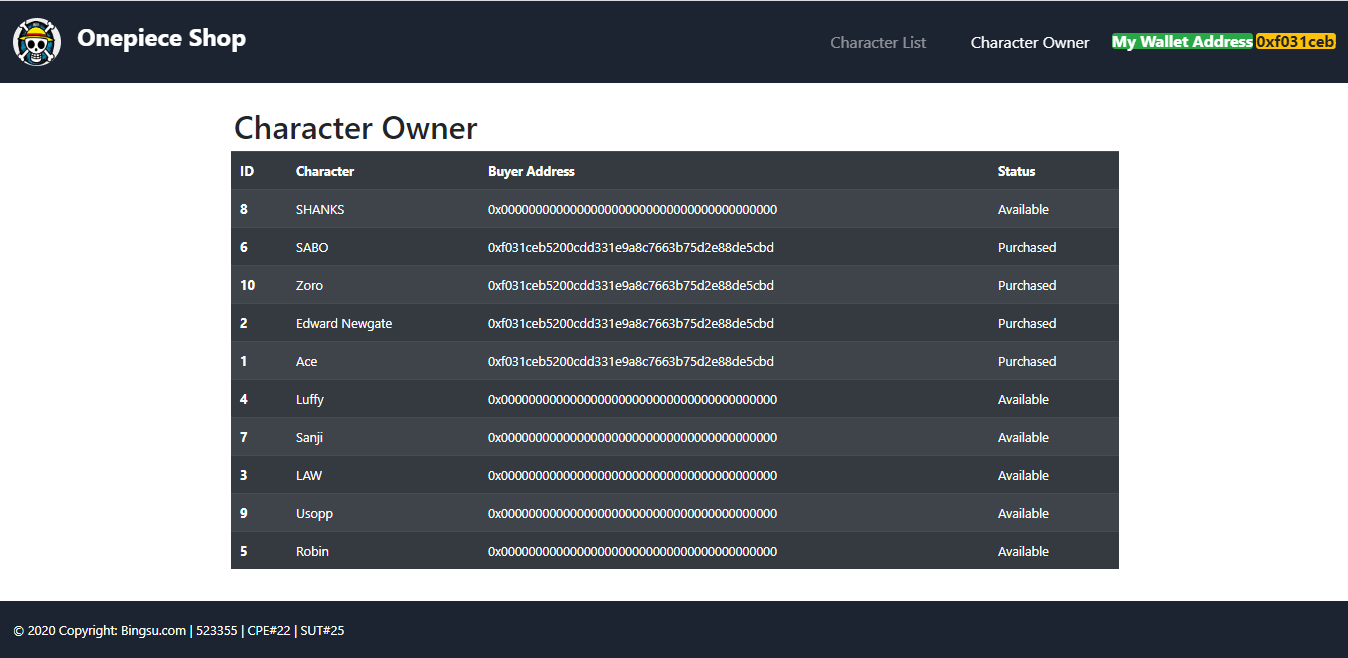 Onepiece Shop
Character List Character Owner My Wallet Address 0xf031ceb
Character Owner
ID Character Buyer Address Status
8 SHANKS 0x0000000000000000000000000000000000000000 Available
6 SABO 0xf031ceb5200cdd331e9a8c7663b75d2e88de5cbd Purchased
10 Zoro 0xf031ceb5200cdd331e9a8c7663b75d2e88de5cbd Purchased
2 Edward Newgate 0xf031ceb5200cdd331e9a8c7663b75d2e88de5cbd Purchased
1 Ace 0xf031ceb5200cdd331e9a8c7663b75d2e88de5cbd Purchased
4 Luffy 0x0000000000000000000000000000000000000000 Available
7 Sanji 0x0000000000000000000000000000000000000000 Available
3 LAW 0x0000000000000000000000000000000000000000 Available
9 Usopp 0x0000000000000000000000000000000000000000 Available
5 Robin 0x0000000000000000000000000000000000000000 Available
© 2020 Copyright: Bingsu.com | 523355 | CPE#22 | SUT#25